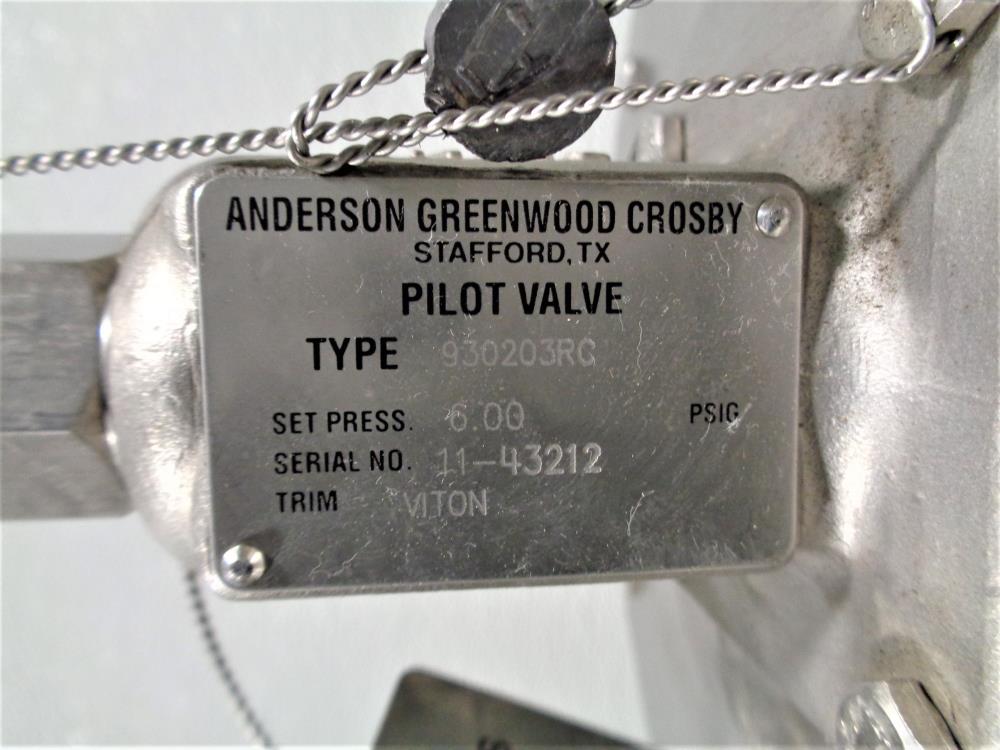 ANDERSON GREENWOOD CROSBY
STAFFORD, TX
PILOT VALVE
TYPE 930203RC
SET PRESS. 6.00 PSIG
SERIAL NO. 11-43212
TRIM VITON